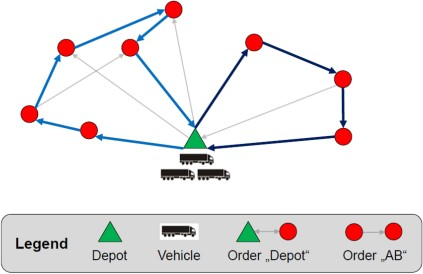 Legend
Depot
Vehicle
Order „Depot“
Order „AB“